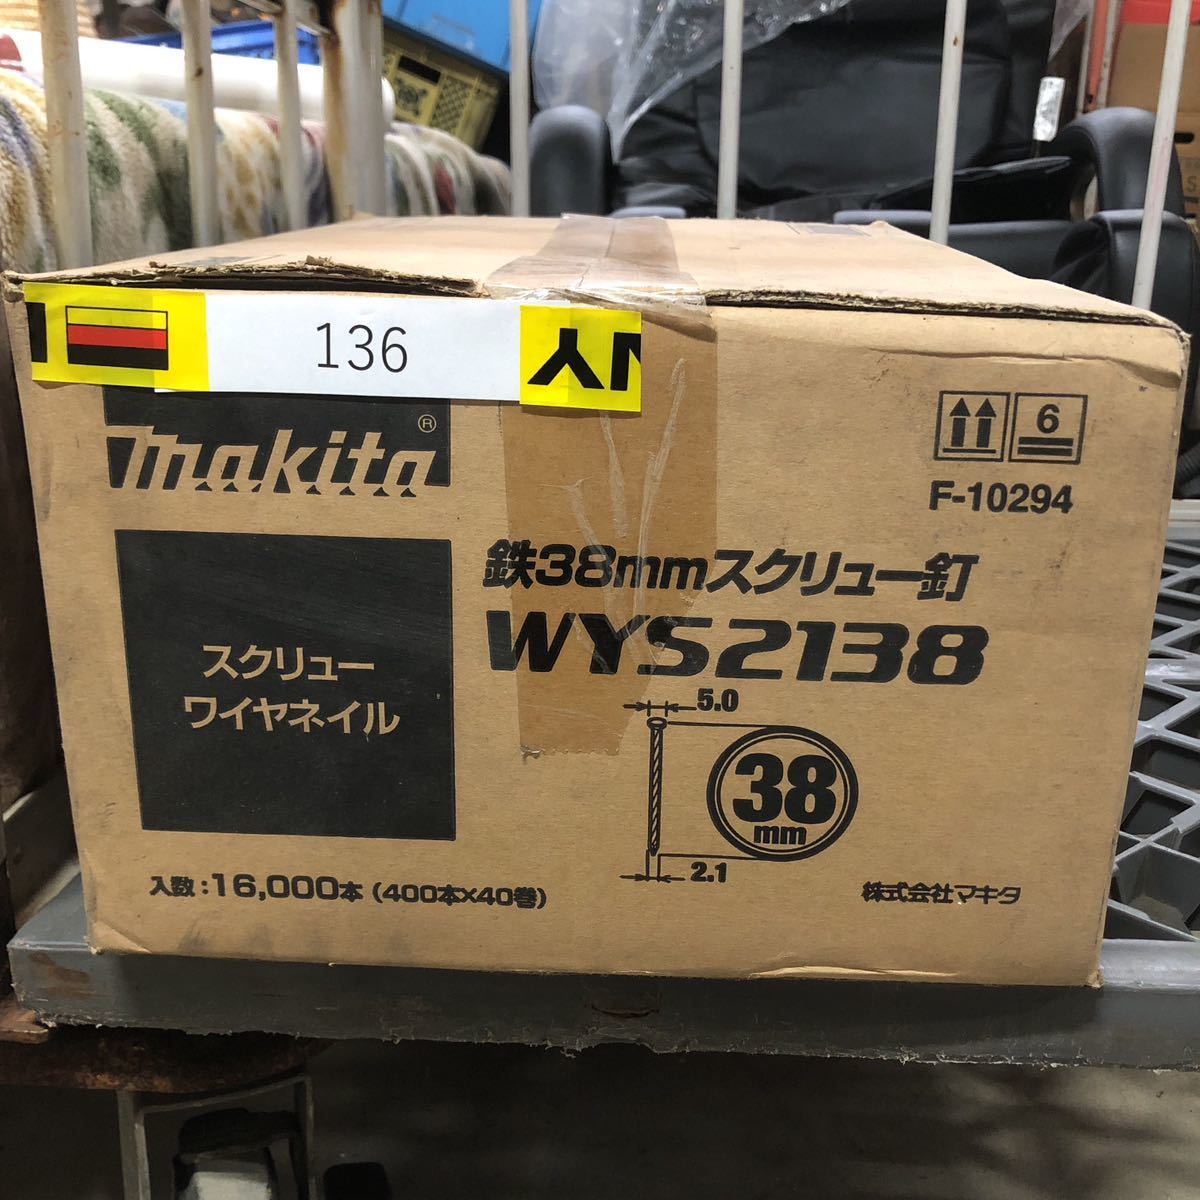 136
makita®
6
F-10294
鉄38mmスクリュー釘
WYS2138
スクリュー
ワイヤネイル
5.0
38
mm
2.1
入数:16,000本(400本×40巻)
株式会社マキタ